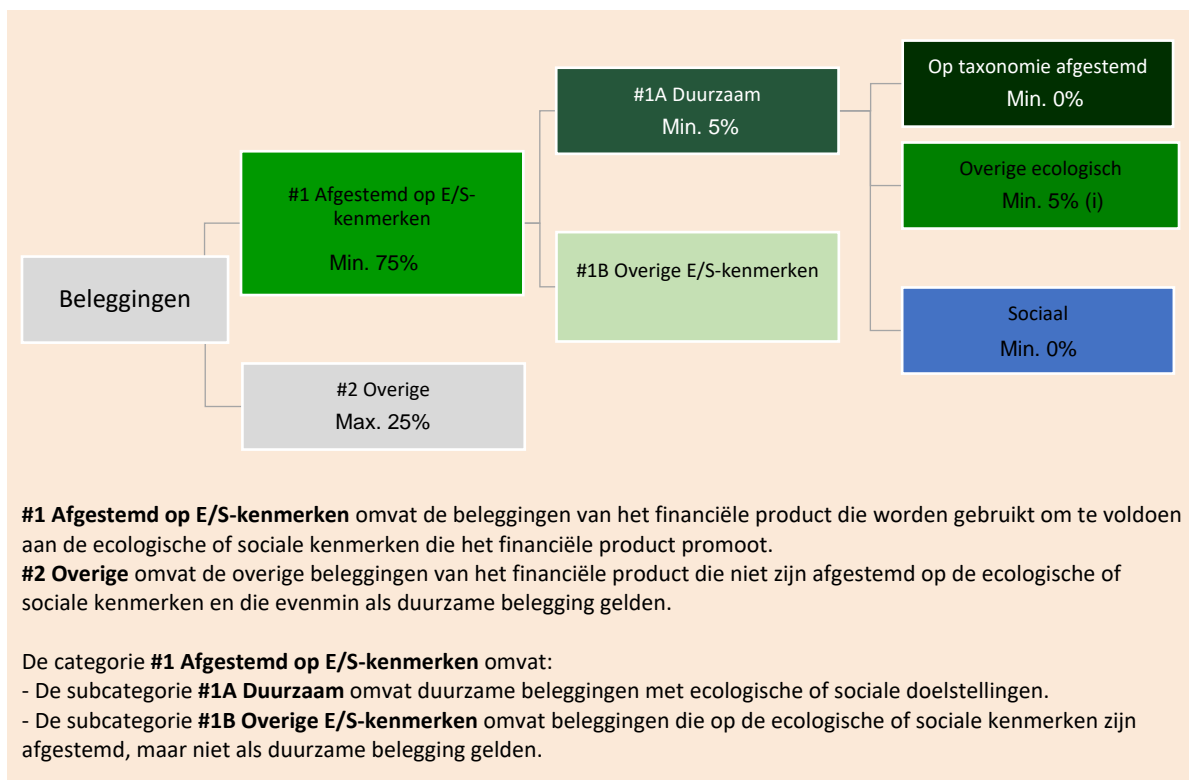 Beleggingen
#1 Afgestemd op E/S-
kenmerken
Min. 75%
#2 Overige
Max. 25%
#1A Duurzaam
Min. 5%
#1B Overige E/S-kenmerken
Op taxonomie afgestemd
Min. 0%
Overige ecologisch
Min. 5% (i)
Sociaal
Min. 0%
#1 Afgestemd op E/S-kenmerken omvat de beleggingen van het financiële product die worden gebruikt om te voldoen
aan de ecologische of sociale kenmerken die het financiële product promoot.
#2 Overige omvat de overige beleggingen van het financiële product die niet zijn afgestemd op de ecologische of
sociale kenmerken en die evenmin als duurzame belegging gelden.
De categorie #1 Afgestemd op E/S-kenmerken omvat:
- De subcategorie #1A Duurzaam omvat duurzame beleggingen met ecologische of sociale doelstellingen.
- De subcategorie #1B Overige E/S-kenmerken omvat beleggingen die op de ecologische of sociale kenmerken zijn
afgestemd, maar niet als duurzame belegging gelden.